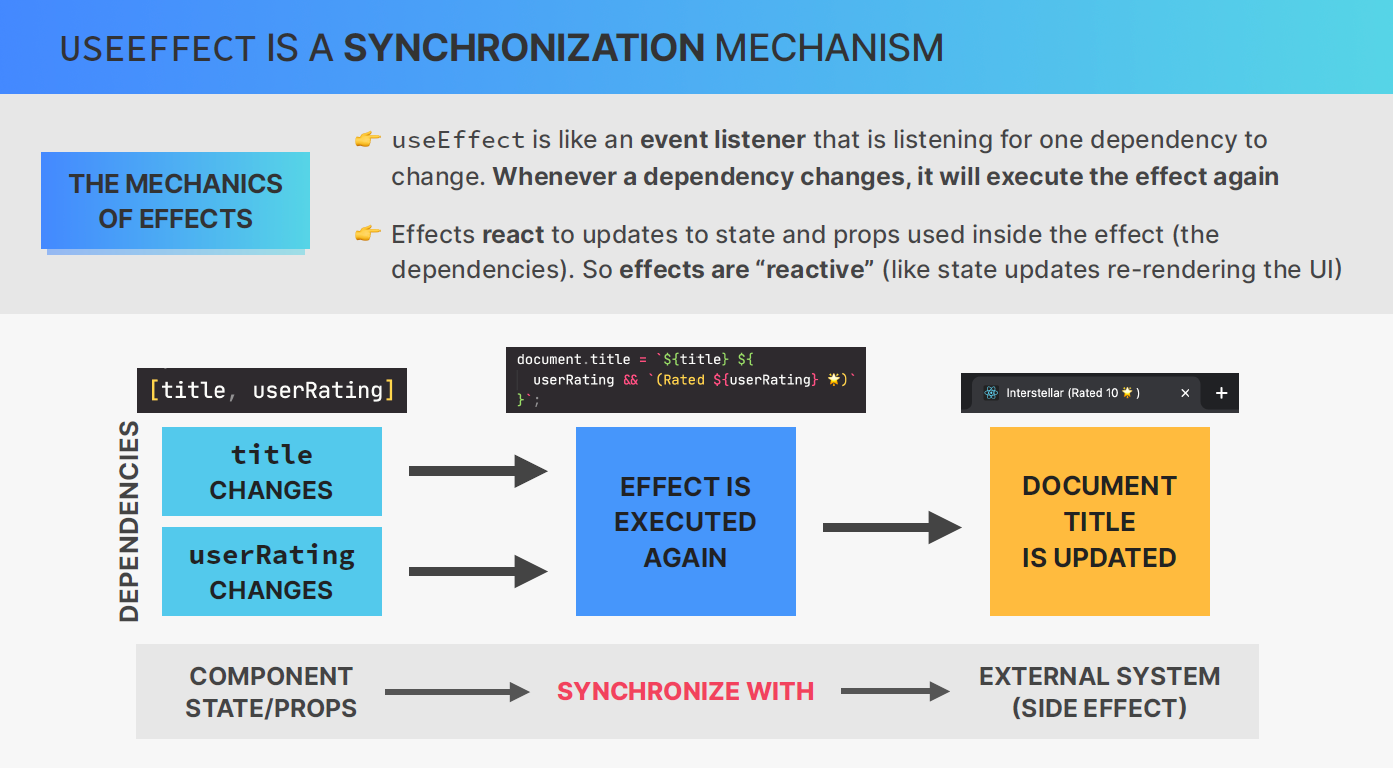 USEEFFECT IS A SYNCHRONIZATION MECHANISM
THE MECHANICS
OF EFFECTS
👉 useEffect is like an event listener that is listening for one dependency to
change. Whenever a dependency changes, it will execute the effect again
👉 Effects react to updates to state and props used inside the effect (the
dependencies). So effects are “reactive” (like state updates re-rendering the UI)
[title, userRating]
document.title = `${title} ${
userRating && `(Rated ${userRating} 🌟)`
}`;
Interstellar (Rated 10 🌟 ) × +
DEPENDENCIES
title
CHANGES
userRating
CHANGES
EFFECT IS
EXECUTED
AGAIN
DOCUMENT
TITLE
IS UPDATED
COMPONENT
STATE/PROPS
SYNCHRONIZE WITH
EXTERNAL SYSTEM
(SIDE EFFECT)